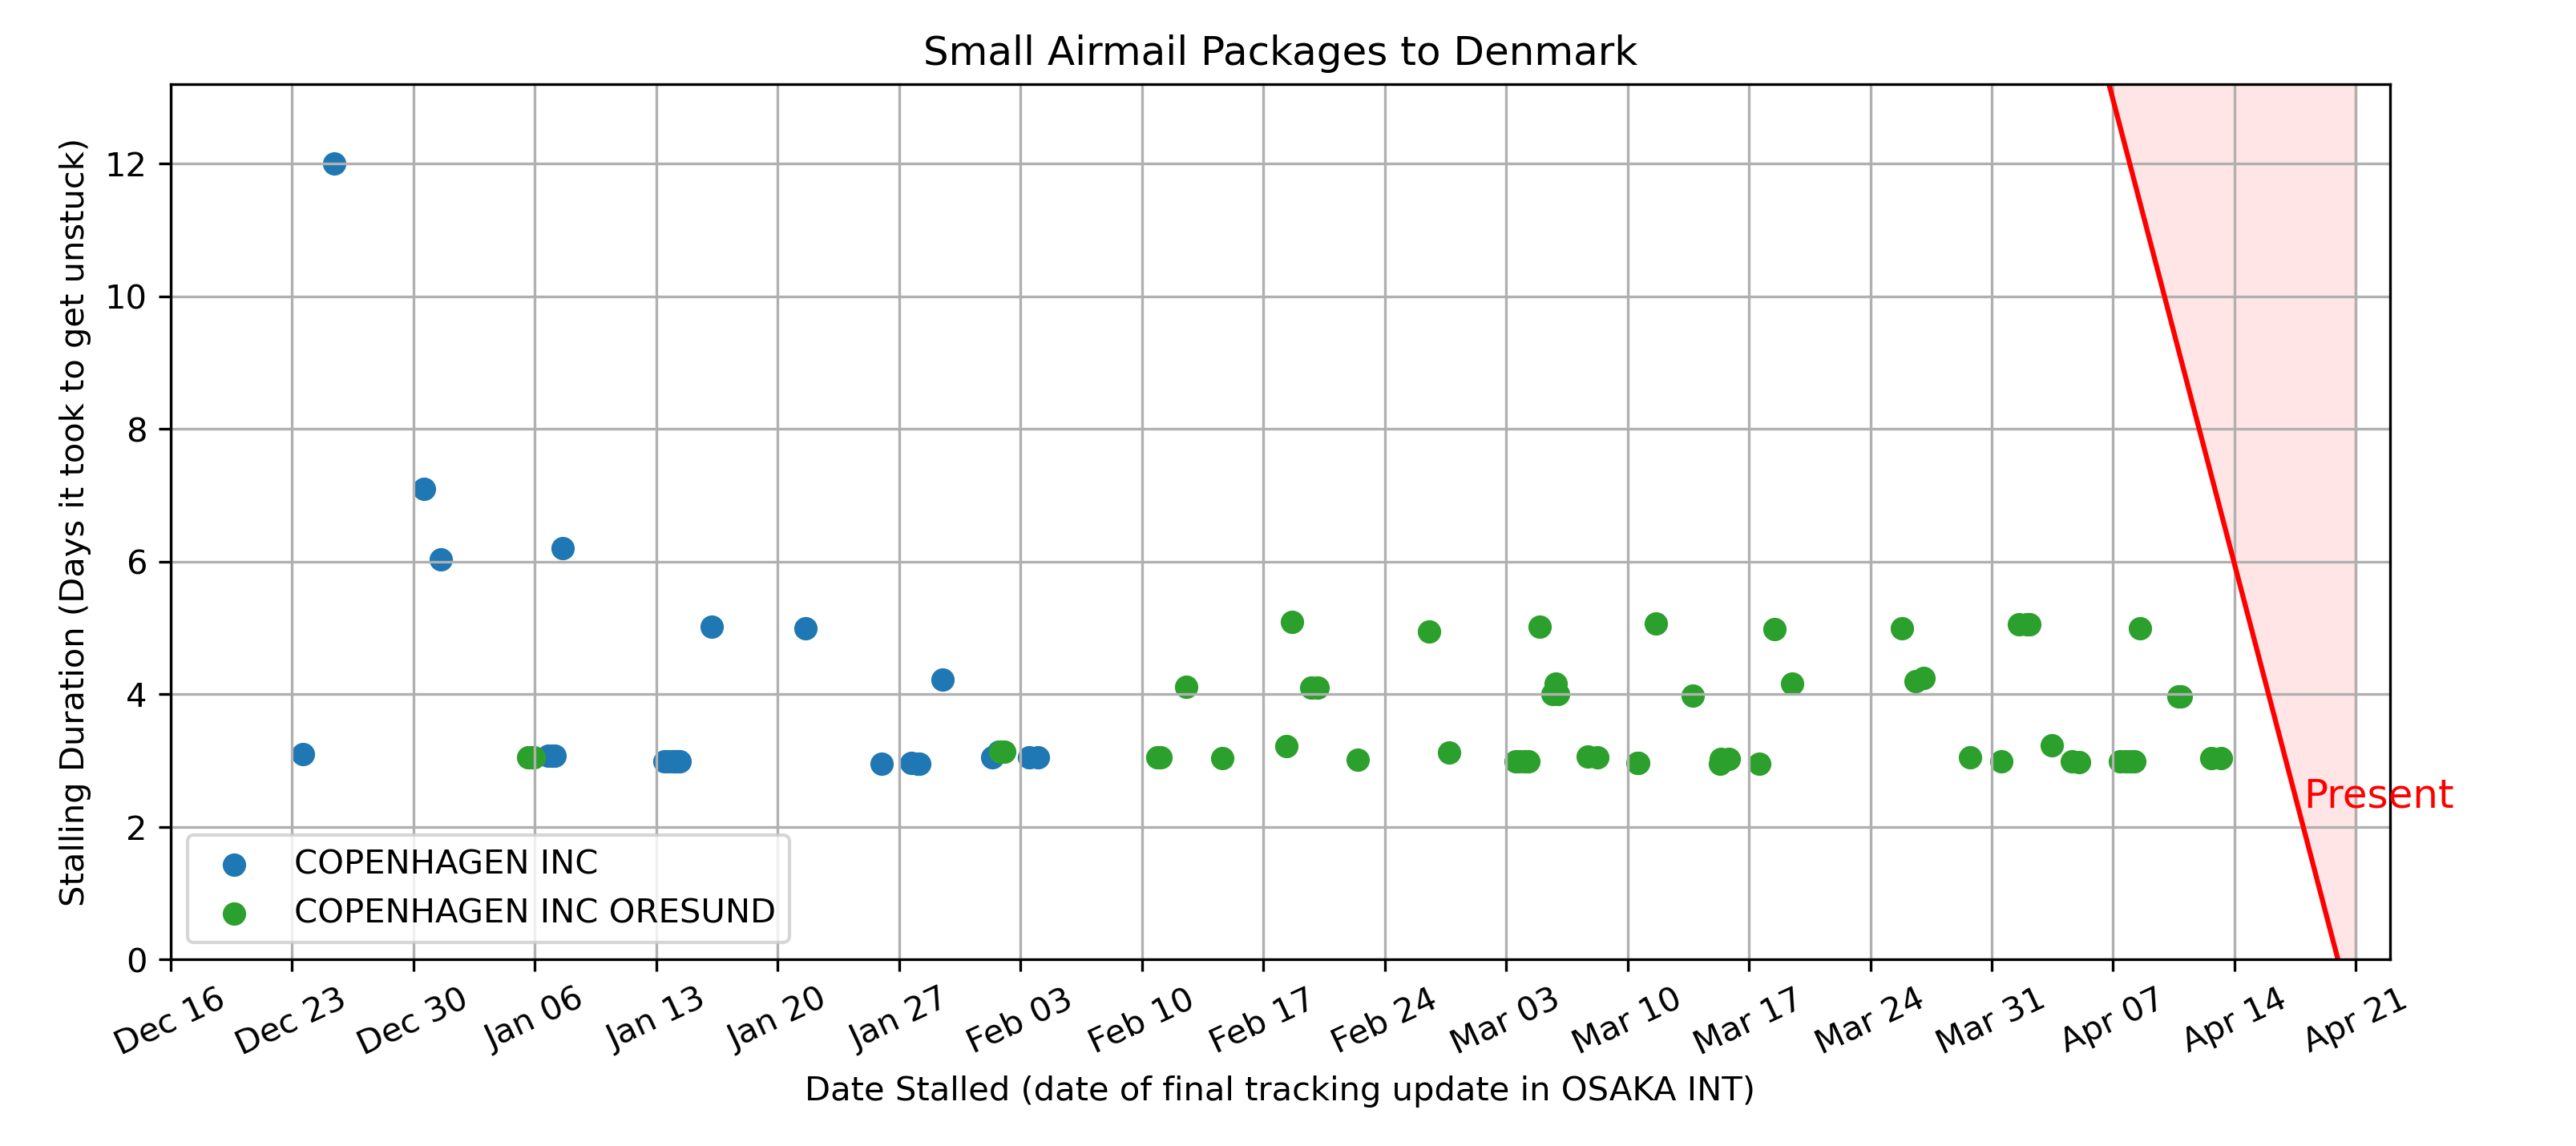 Small Airmail Packages to Denmark
Stalling Duration (Days it took to get unstuck)
12
10
8
6
4
2
0
Present
COPENHAGEN INC
COPENHAGEN INC ORESUND
Dec 16
Dec 23
Dec 30
Jan 06
Jan 13
Jan 20
Jan 27
Feb 03
Feb 10
Feb 17
Feb 24
Mar 03
Mar 10
Mar 17
Mar 24
Mar 31
Apr 07
Apr 14
Apr 21
Date Stalled (date of final tracking update in OSAKA INT)